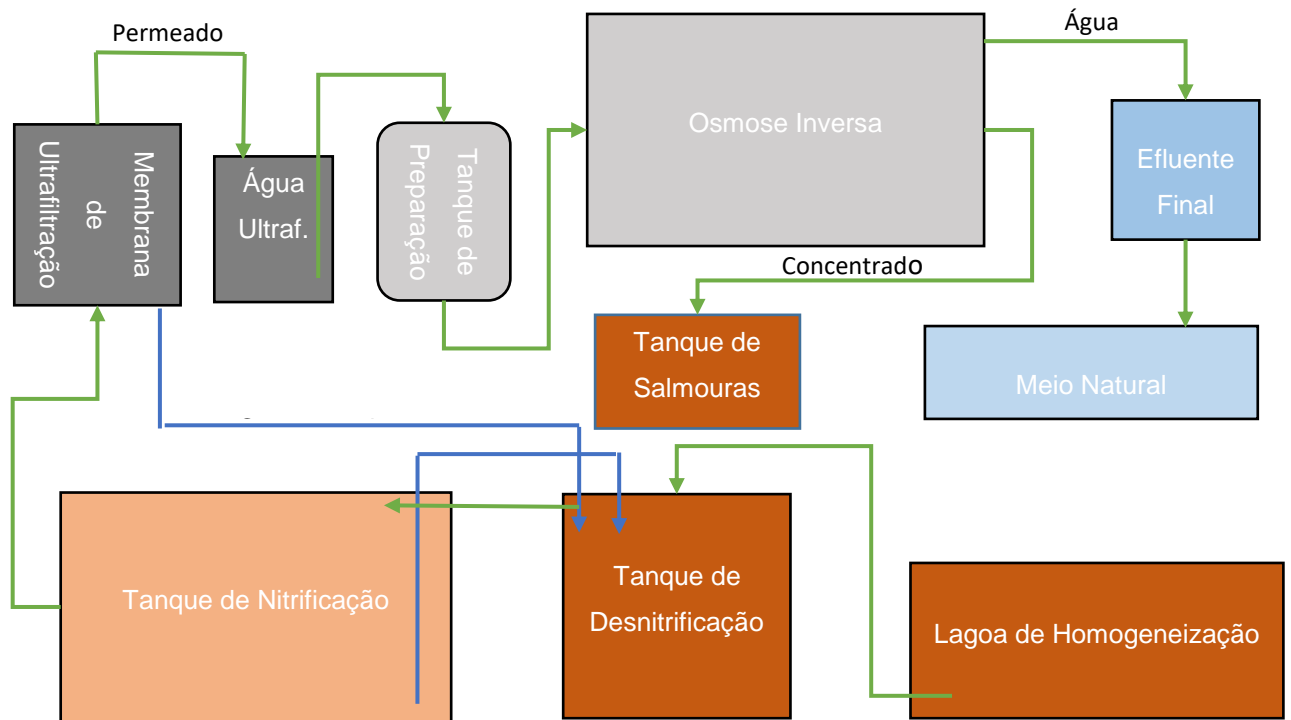 Permeado
Água
Membrana
de
Ultrafiltração
Água
Ultraf.
Tanque de
Preparação
Osmose Inversa
Efluente
Final
Concentrado
Tanque de
Salmouras
Meio Natural
Tanque de Nitrificação
Tanque de
Desnitrificação
Lagoa de Homogeneização